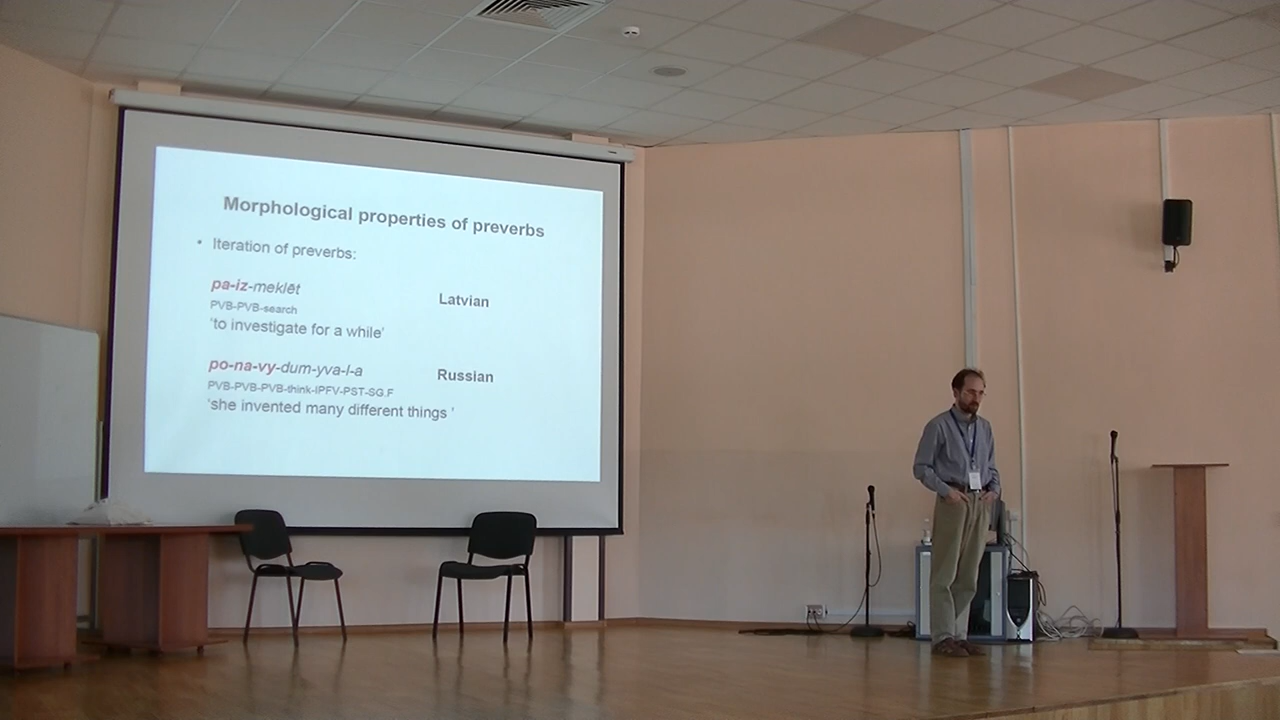 Morphological properties of preverbs
• Iteration of preverbs:
pa-iz-meklēt
Latvian
PVB-PVB-search
'to investigate for a while'
po-na-vy-dum-yva-l-a
Russian
PVB-PVB-PVB-think-IPFV-PST-SG.F
'she invented many different things '